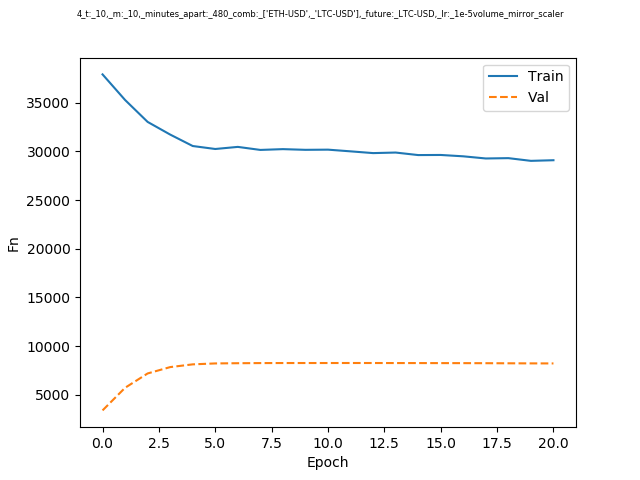 4_t:_10,_m:_10,_minutes_apart:_480_comb:_['ETH-USD',_'LTC-USD'],_future:_LTC-USD,_lr:_1e-5volume_mirror_scaler
Train
Val
35000
30000
25000
20000
15000
10000
5000
Fn
0.0 2.5 5.0 7.5 10.0 12.5 15.0 17.5 20.0
Epoch